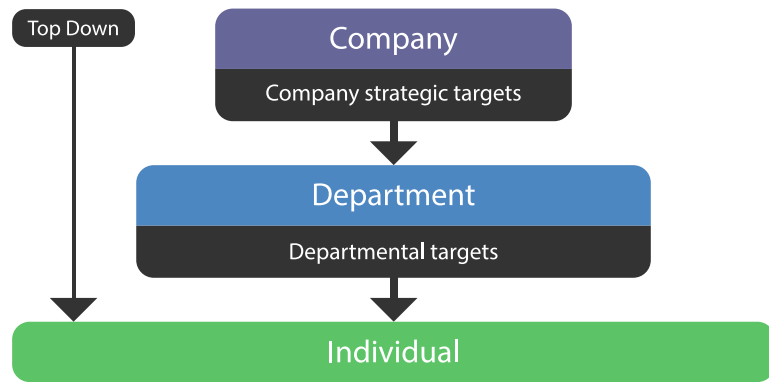 Top Down
Company
Company strategic targets
Department
Departmental targets
Individual